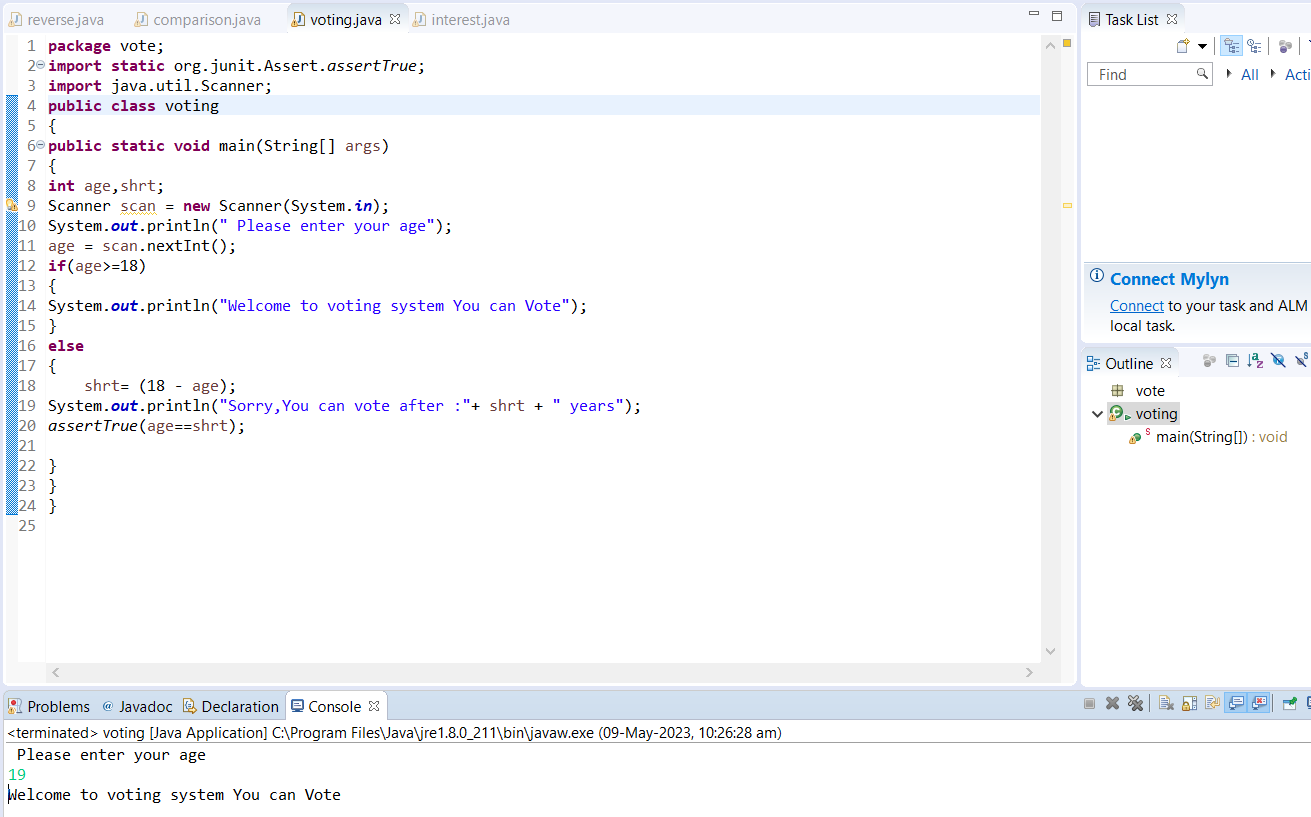 reverse.java comparison.java voting.java interest.java
1 package vote;
2 import static org.junit.Assert.assertTrue;
3 import java.util.Scanner;
4 public class voting
5 {
6 public static void main(String[] args)
7 {
8 int age,shrt;
9 Scanner scan = new Scanner(System.in);
10 System.out.println(" Please enter your age");
11 age = scan.nextInt();
12 if(age>=18)
13 {
14 System.out.println("Welcome to voting system You can Vote");
15 }
16 else
17 {
18 shrt= (18 - age);
19 System.out.println("Sorry,You can vote after :"+ shrt + " years");
20 assertTrue(age==shrt);
21
22 }
23 }
24 }
25
Task List
Find All Acti
Connect Mylyn
Connect to your task and ALM
local task.
Outline
vote
voting
main(String[]) : void
Problems @ Javadoc Declaration Console
<terminated> voting [Java Application] C:\Program Files\Java\jre1.8.0_211\bin\javaw.exe (09-May-2023, 10:26:28 am)
Please enter your age
19
Welcome to voting system You can Vote